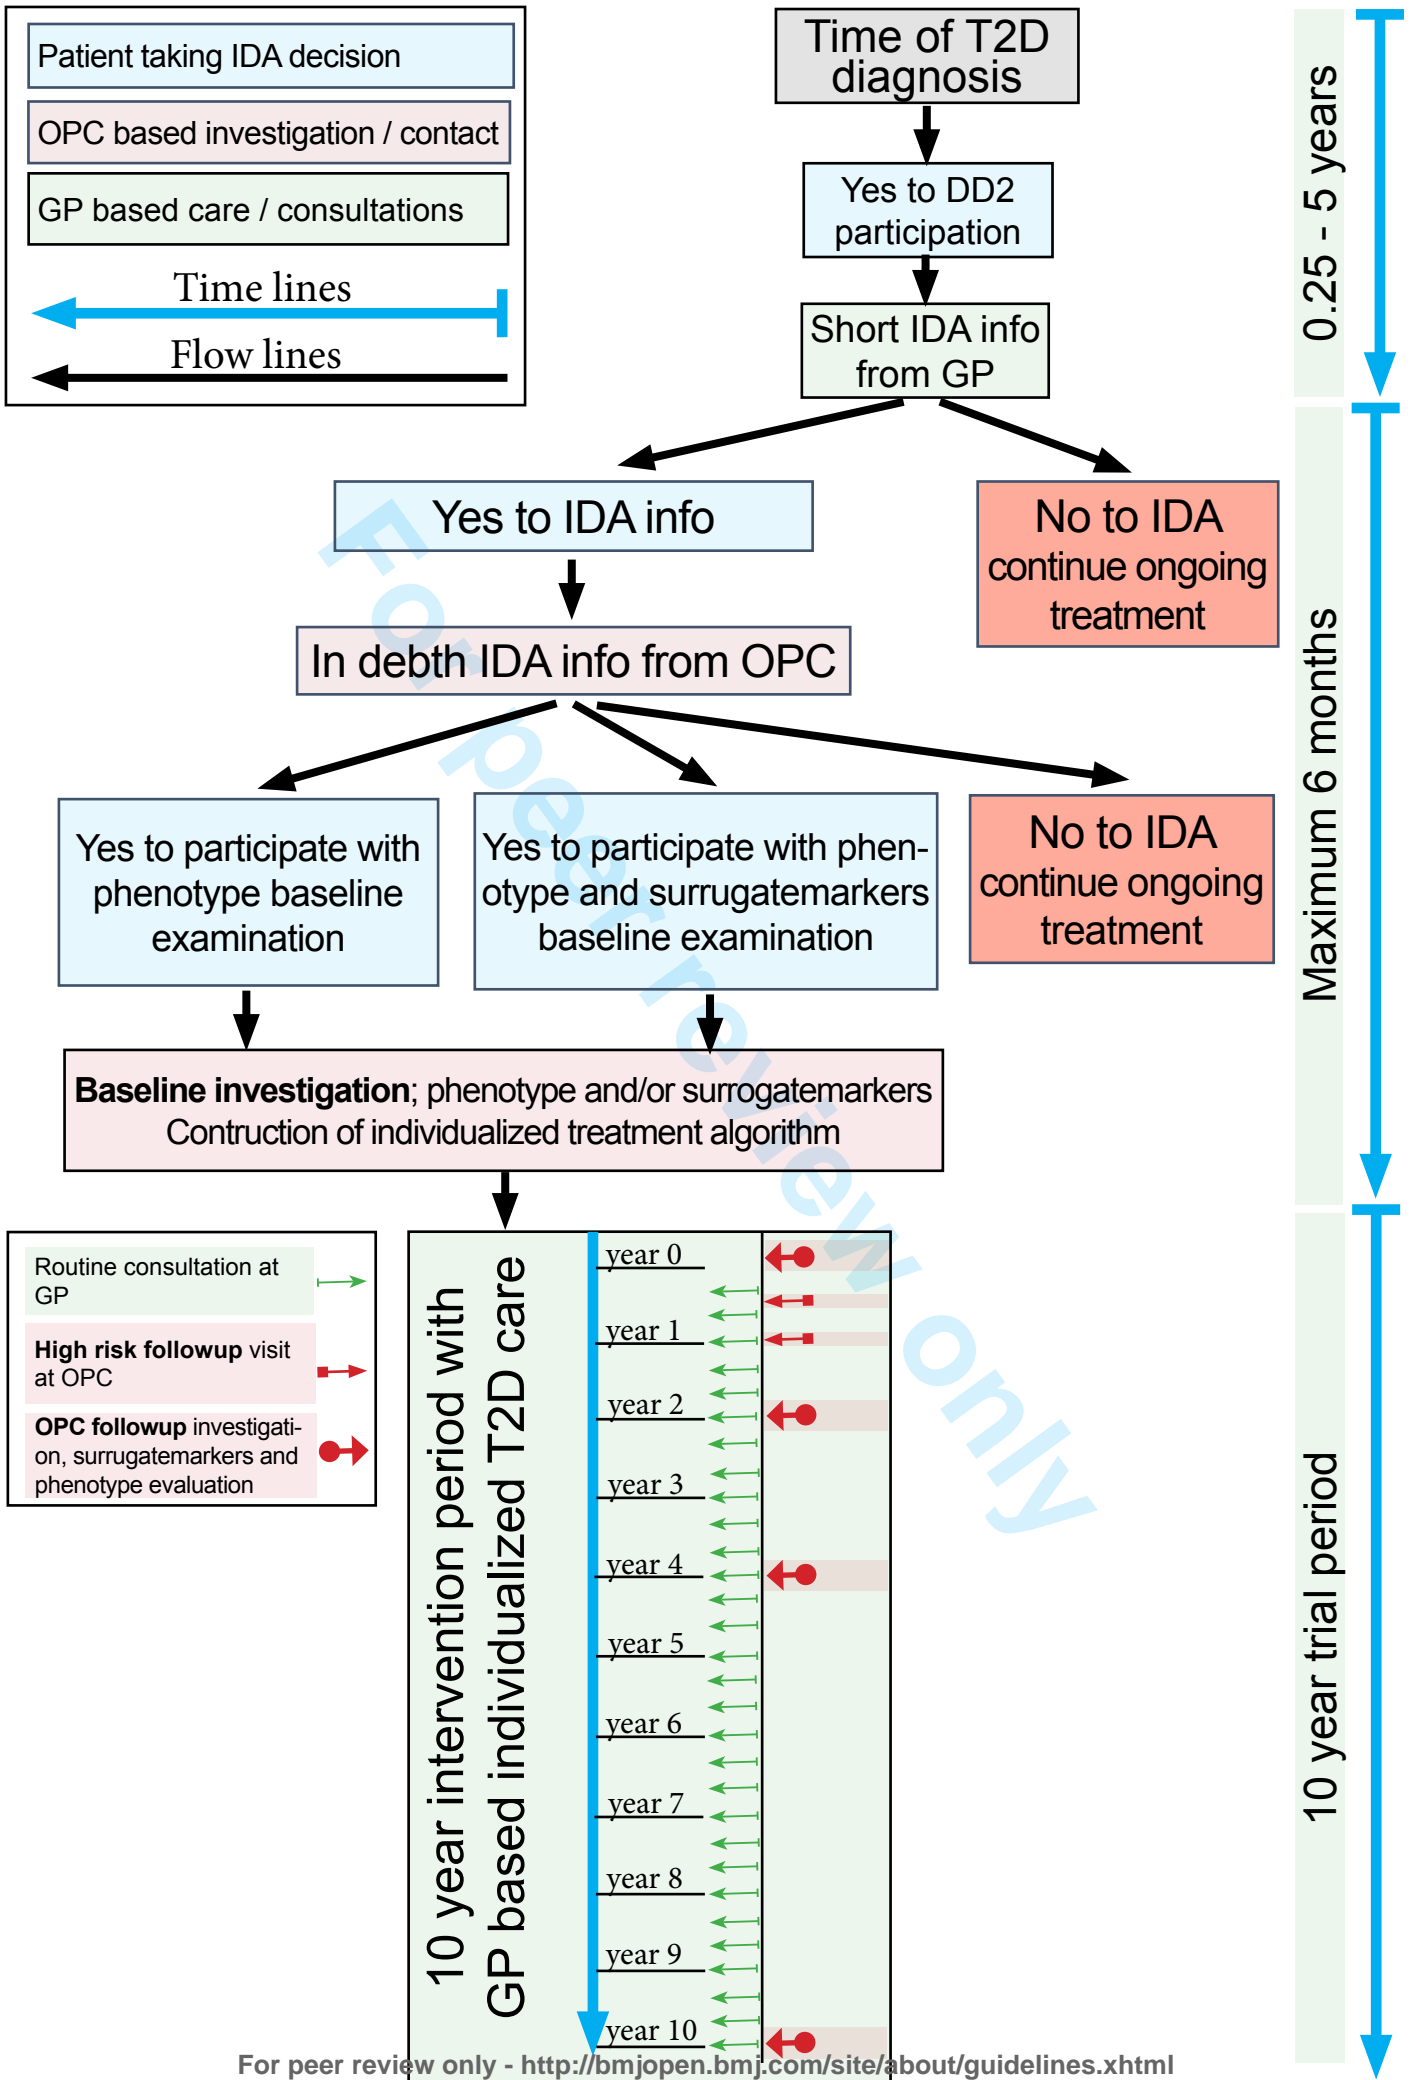 Patient taking IDA decision
OPC based investigation / contact
GP based care / consultations
Time lines
Flow lines
Time of T2D
diagnosis
Yes to DD2
participation
Short IDA info
from GP
Yes to IDA info
No to IDA
continue ongoing
treatment
In debth IDA info from OPC
Yes to participate with
phenotype baseline
examination
Yes to participate with phen-
otype and surrugatemarkers
baseline examination
No to IDA
continue ongoing
treatment
Baseline investigation; phenotype and/or surrogatemarkers
Contruction of individualized treatment algorithm
Routine consultation at
GP
High risk followup visit
at OPC
OPC followup investigati-
on, surrugatemarkers and
phenotype evaluation
10 year intervention period with
GP based individualized T2D care
year 0
year 1
year 2
year 3
year 4
year 5
year 6
year 7
year 8
year 9
year 10
0.25 - 5 years
Maximum 6 months
10 year trial period
For peer review only
For peer review only - http://bmjopen.bmj.com/site/about/guidelines.xhtml